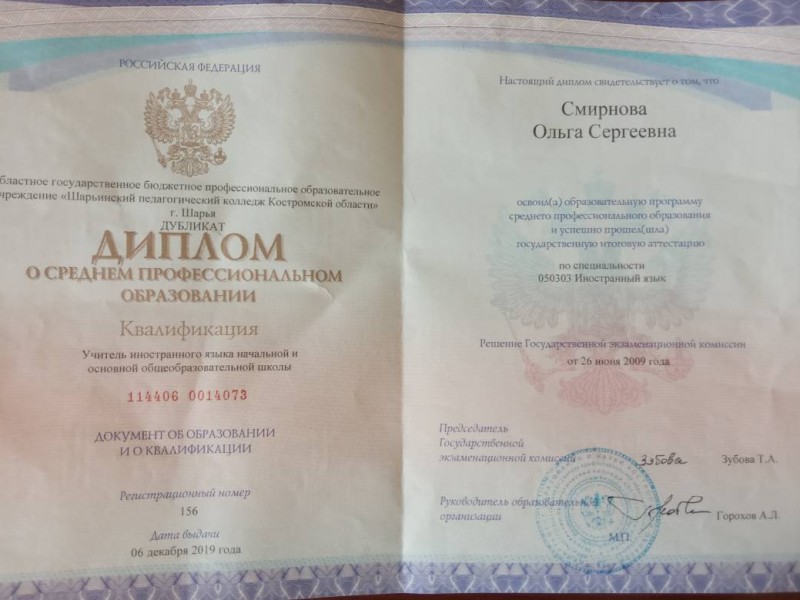 РОССИЙСКАЯ ФЕДЕРАЦИЯ
бластное государственное бюджетное профессиональное образовательное
чреждение «Шарьинский педагогический колледж Костромской области»
г. Шарья
ДУБЛИКАТ
ДИПЛОМ
О СРЕДНЕМ ПРОФЕССИОНАЛЬНОМ
ОБРАЗОВАНИИ
Квалификация
Учитель иностранного языка начальной и
основной общеобразовательной школы
114406 0014073
ДОКУМЕНТ ОБ ОБРАЗОВАНИИ
И О КВАЛИФИКАЦИИ
Регистрационный номер
156
Дата выдачи
06 декабря 2019 года
Настоящий диплом свидетельствует о том, что
Смирнова
Ольга Сергеевна
освоил(а) образовательную программу
среднего профессионального образования
и успешно прошел(шла)
государственную итоговую аттестацию
по специальности
050303 Иностранный язык
Решение Государственной экзаменационной комиссии
от 26 июня 2009 года
Председатель
Государственной
экзаменационной комиссии Зубова Зубова Т.А.
Руководитель образовательной
организации Горохов А.Л.
М.П.